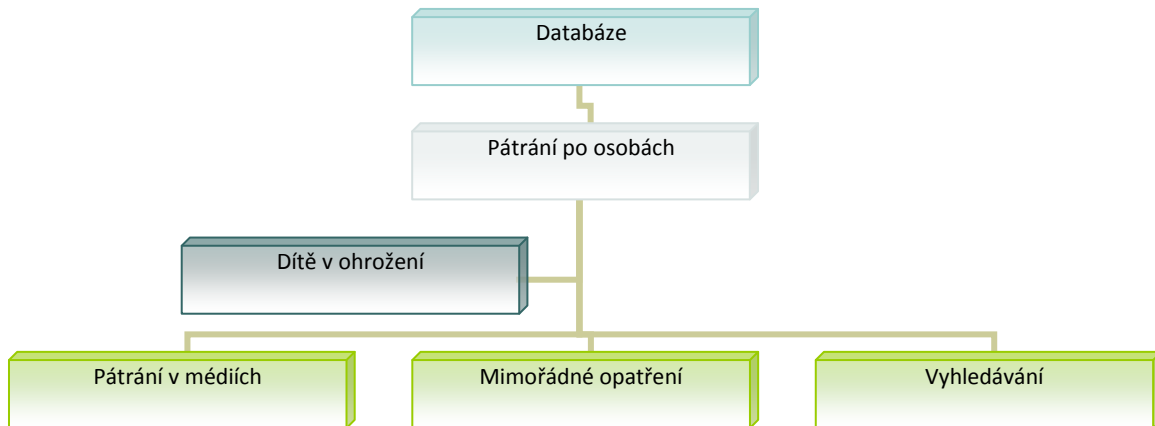 Databáze
Pátrání po osobách
Dítě v ohrožení
Pátrání v médiích
Mimořádné opatření
Vyhledávání